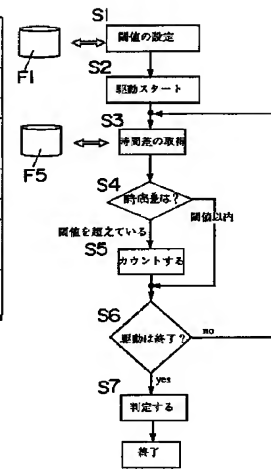 S1
閾値の設定
F1
S2
駆動スタート
S3
時間差の取得
F5
S4
時間差は?
閾値以内
閾値を超えている
S5
カウントする
S6
駆動は終了?
no
yes
S7
判定する
終了